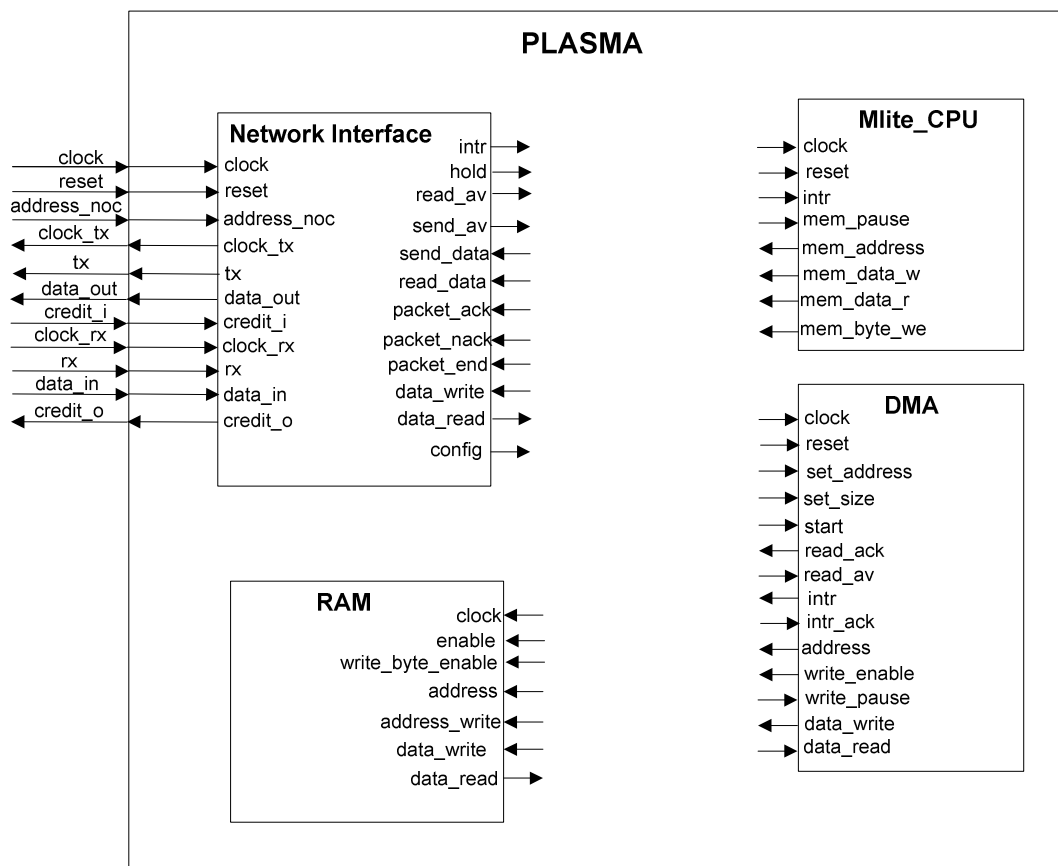 PLASMA
clock
reset
address_noc
clock_tx
tx
data_out
credit_i
clock_rx
rx
data_in
credit_o
Network Interface
clock
reset
address_noc
clock_tx
tx
data_out
credit_i
clock_rx
rx
data_in
credit_o
intr
hold
read_av
send_av
send_data
read_data
packet_ack
packet_nack
packet_end
data_write
data_read
config
Mlite_CPU
clock
reset
intr
mem_pause
mem_address
mem_data_w
mem_data_r
mem_byte_we
DMA
clock
reset
set_address
set_size
start
read_ack
read_av
intr
intr_ack
address
write_enable
write_pause
data_write
data_read
RAM
clock
enable
write_byte_enable
address
address_write
data_write
data_read